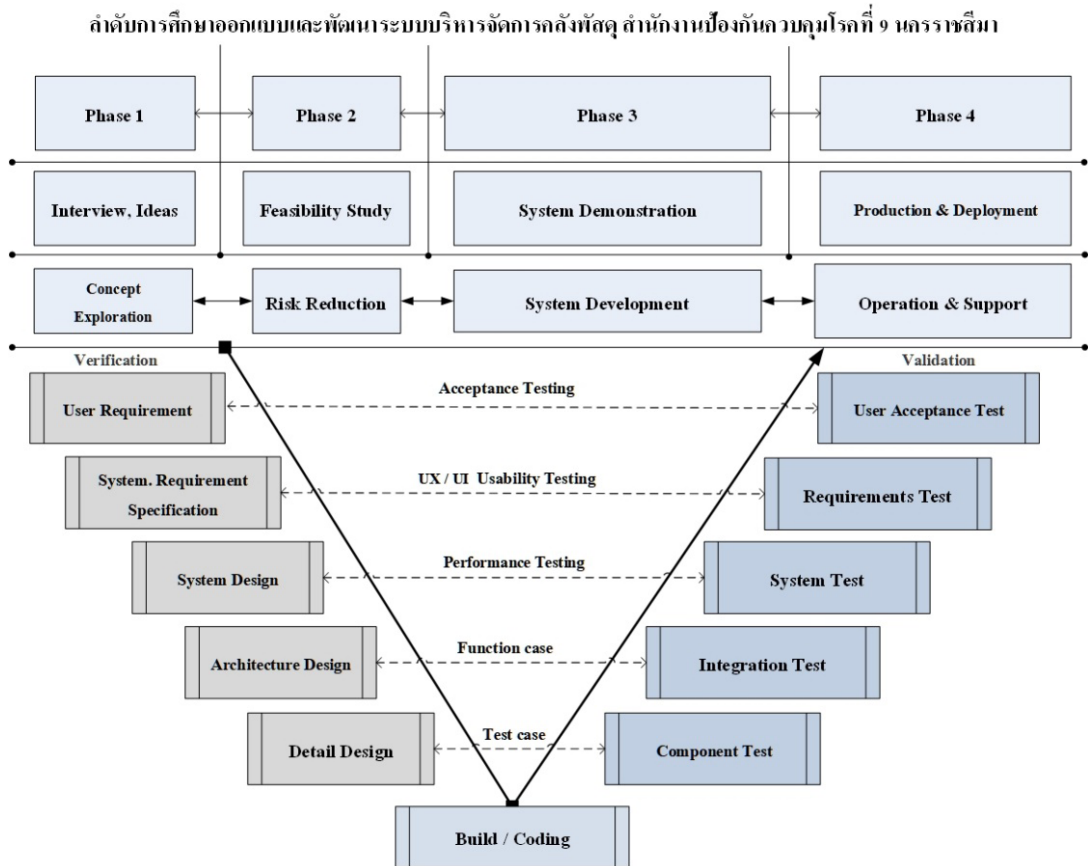 ลำดับการศึกษาออกแบบและพัฒนาระบบบริหารจัดการคลังพัสดุ สำนักงานป้องกันควบคุมโรคที่ 9 นครราชสีมา
Phase 1
Phase 2
Phase 3
Phase 4
Interview, Ideas
Feasibility Study
System Demonstration
Production & Deployment
Concept
Exploration
Risk Reduction
System Development
Operation & Support
Verification
Validation
User Requirement
Acceptance Testing
User Acceptance Test
System. Requirement
Specification
UX / UI Usability Testing
Requirements Test
System Design
Performance Testing
System Test
Architecture Design
Function case
Integration Test
Detail Design
Test case
Component Test
Build / Coding